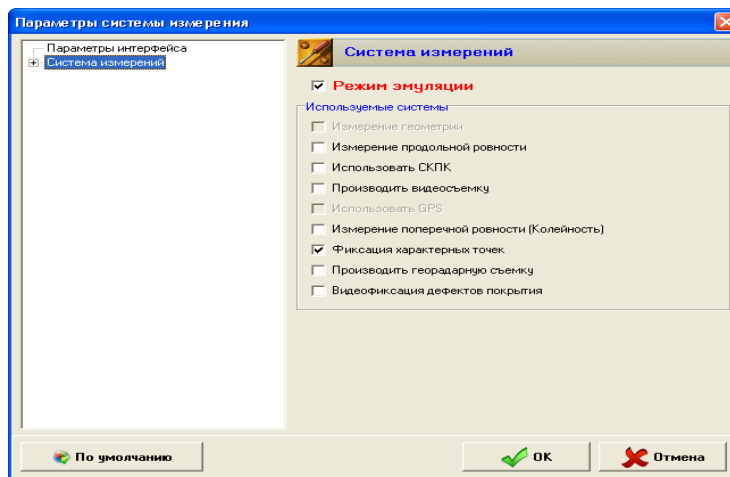 Параметры системы измерения
Параметры интерфейса
Система измерений
Система измерений
Режим эмуляции
Используемые системы
Измерение геометрии
Измерение продольной ровности
Использовать СКПК
Производить видеосъемку
Использовать GPS
Измерение поперечной ровности (Колейность)
Фиксация характерных точек
Производить георадарную съемку
Видеофиксация дефектов покрытия
По умолчанию
ОК
Отмена